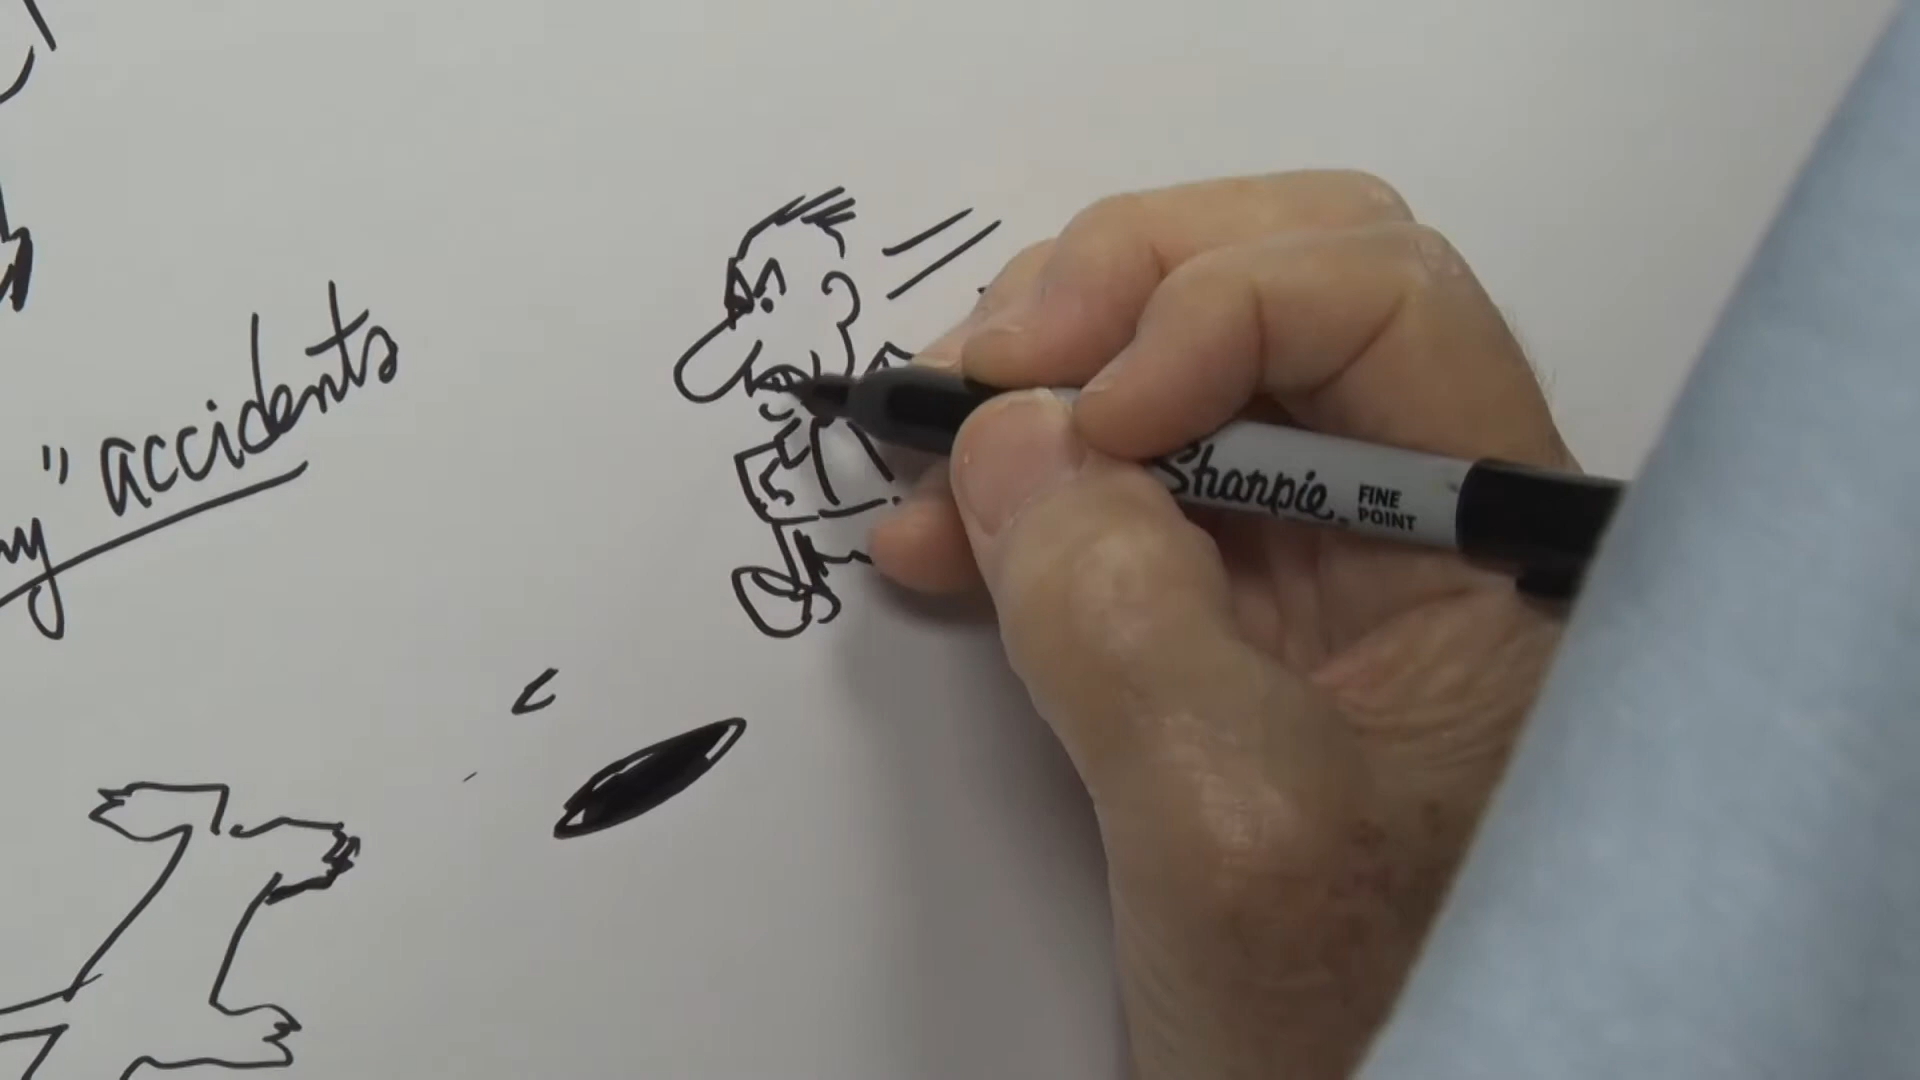 " accidents
Sharpie
FINE
POINT